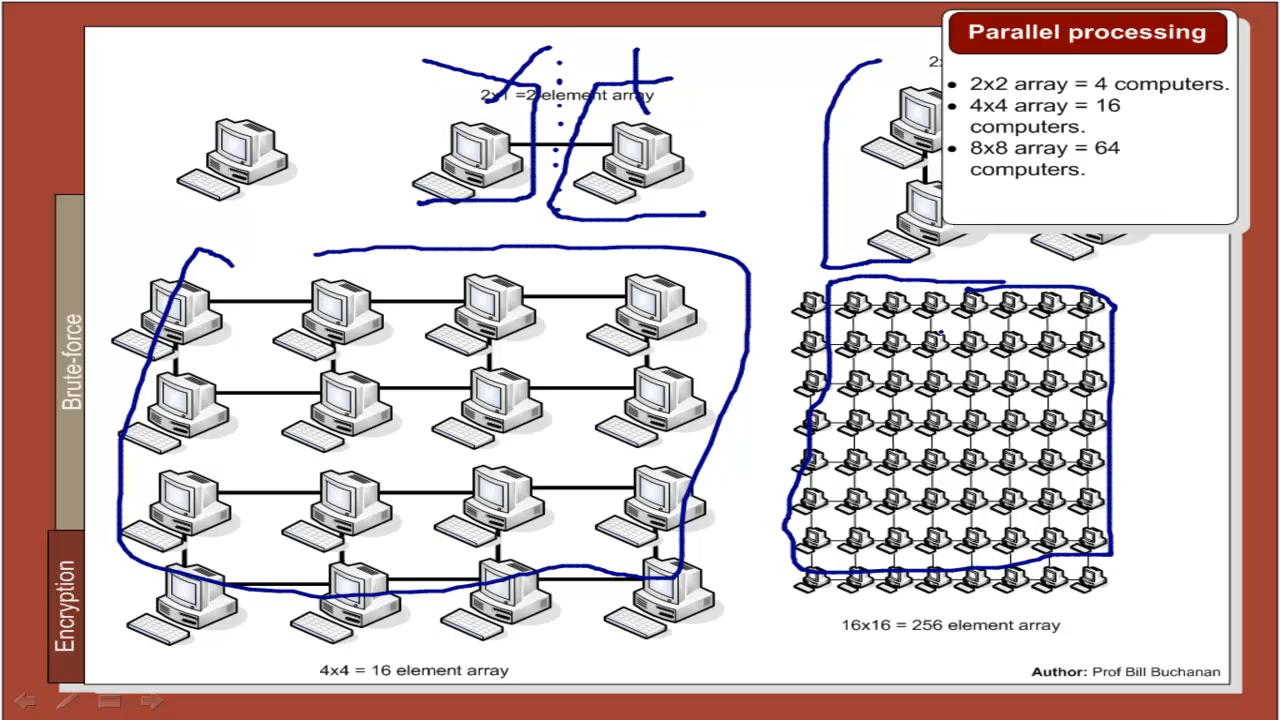 Parallel processing
2x1 =2 element array
2x
• 2x2 array = 4 computers.
• 4x4 array = 16
computers.
• 8x8 array = 64
computers.
Brute-force
Encryption
16x16 = 256 element array
4x4 = 16 element array
Author: Prof Bill Buchanan